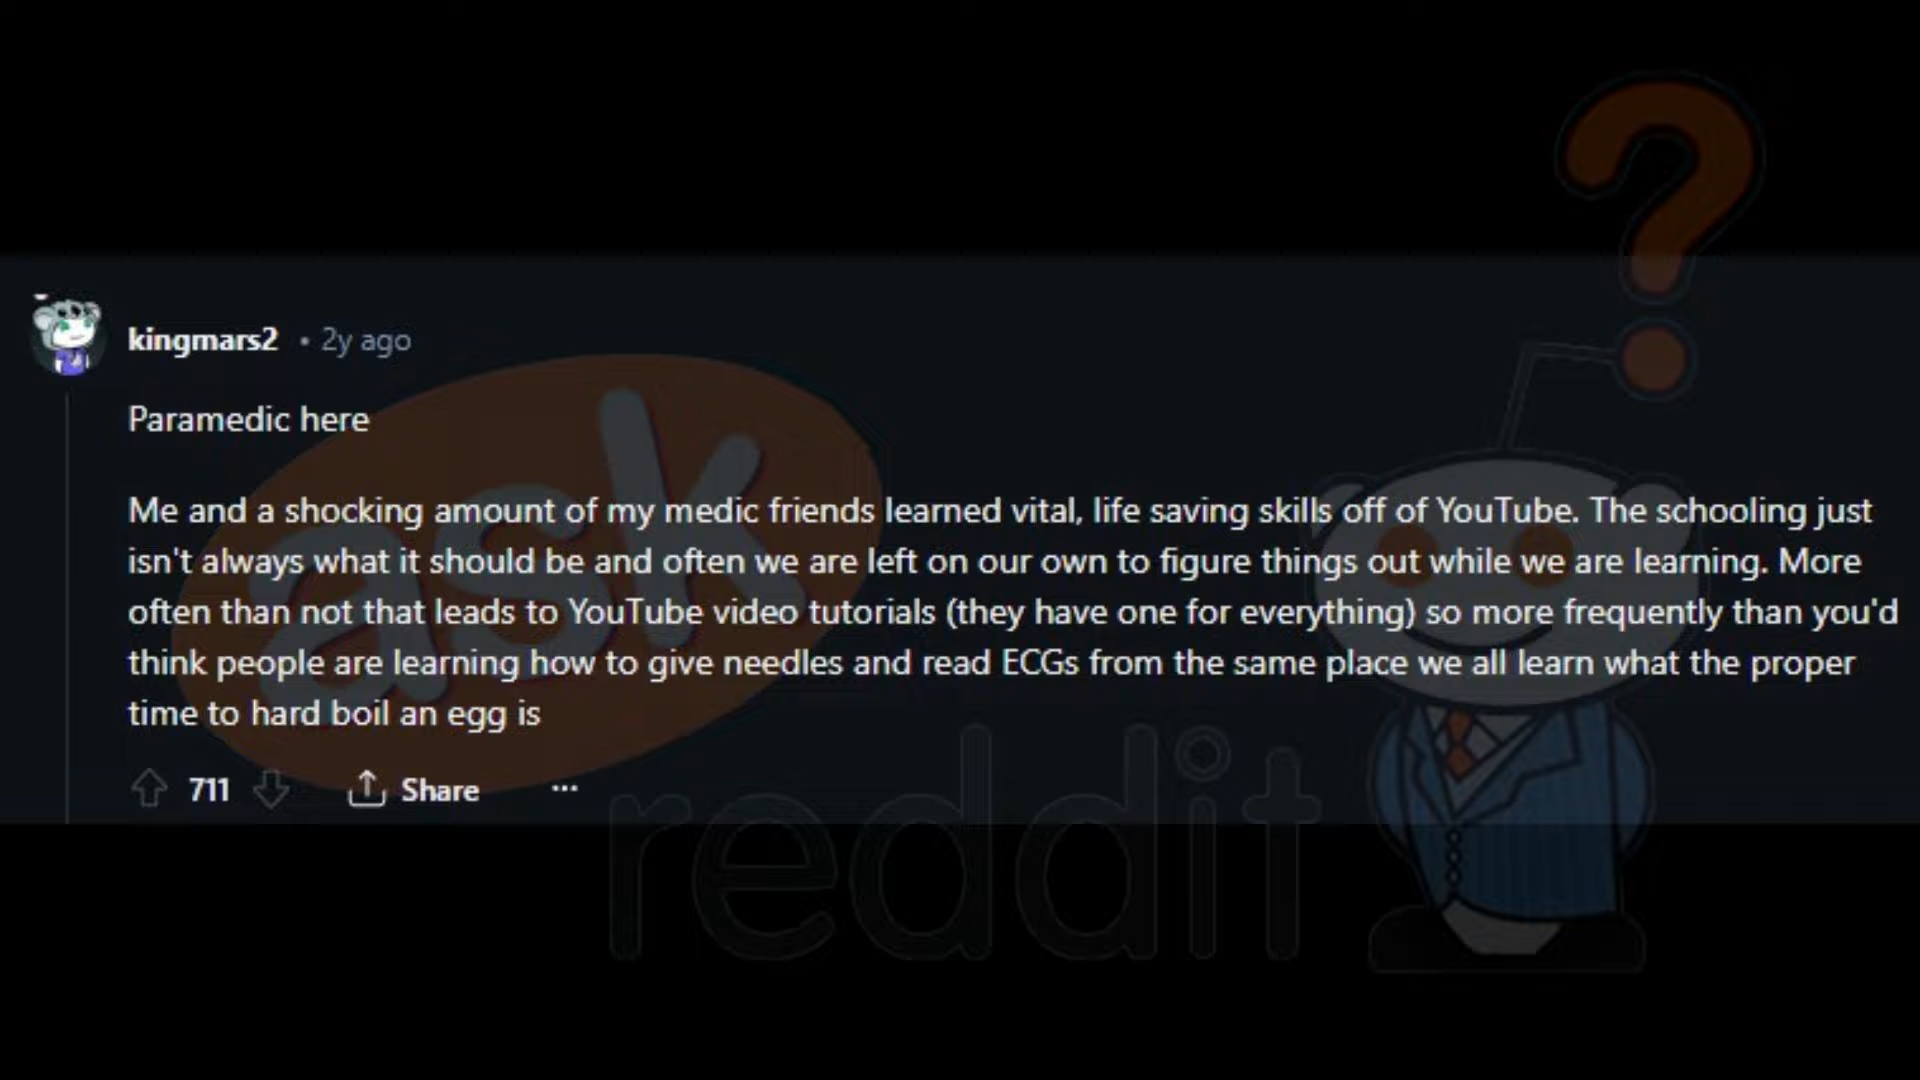 kingmars2 • 2y ago
Paramedic here
Me and a shocking amount of my medic friends learned vital, life saving skills off of YouTube. The schooling just
isn't always what it should be and often we are left on our own to figure things out while we are learning. More
often than not that leads to YouTube video tutorials (they have one for everything) so more frequently than you'd
think people are learning how to give needles and read ECGs from the same place we all learn what the proper
time to hard boil an egg is
711 Share ...
ask
reddit
?